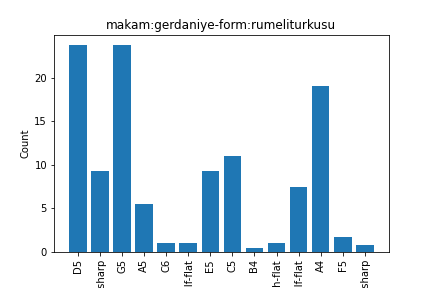 makam:gerdaniye-form:rumeliturkusu
Count
20
15
10
5
0
D5
sharp
G5
A5
C6
lf-flat
E5
C5
B4
h-flat
lf-flat
A4
F5
sharp